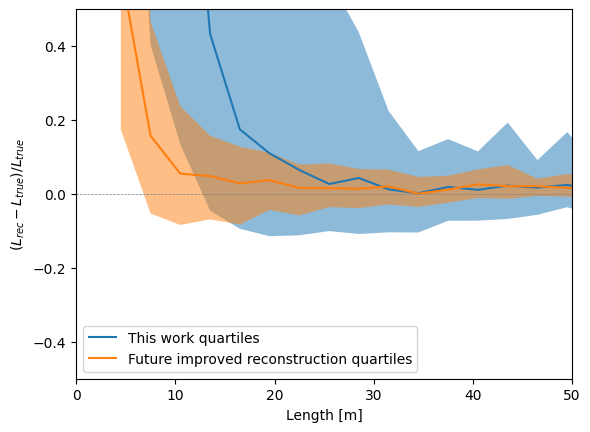 0.4
0.2
0.0
−0.2
−0.4
(L_rec − L_true)/L_true
This work quartiles
Future improved reconstruction quartiles
0 10 20 30 40 50
Length [m]